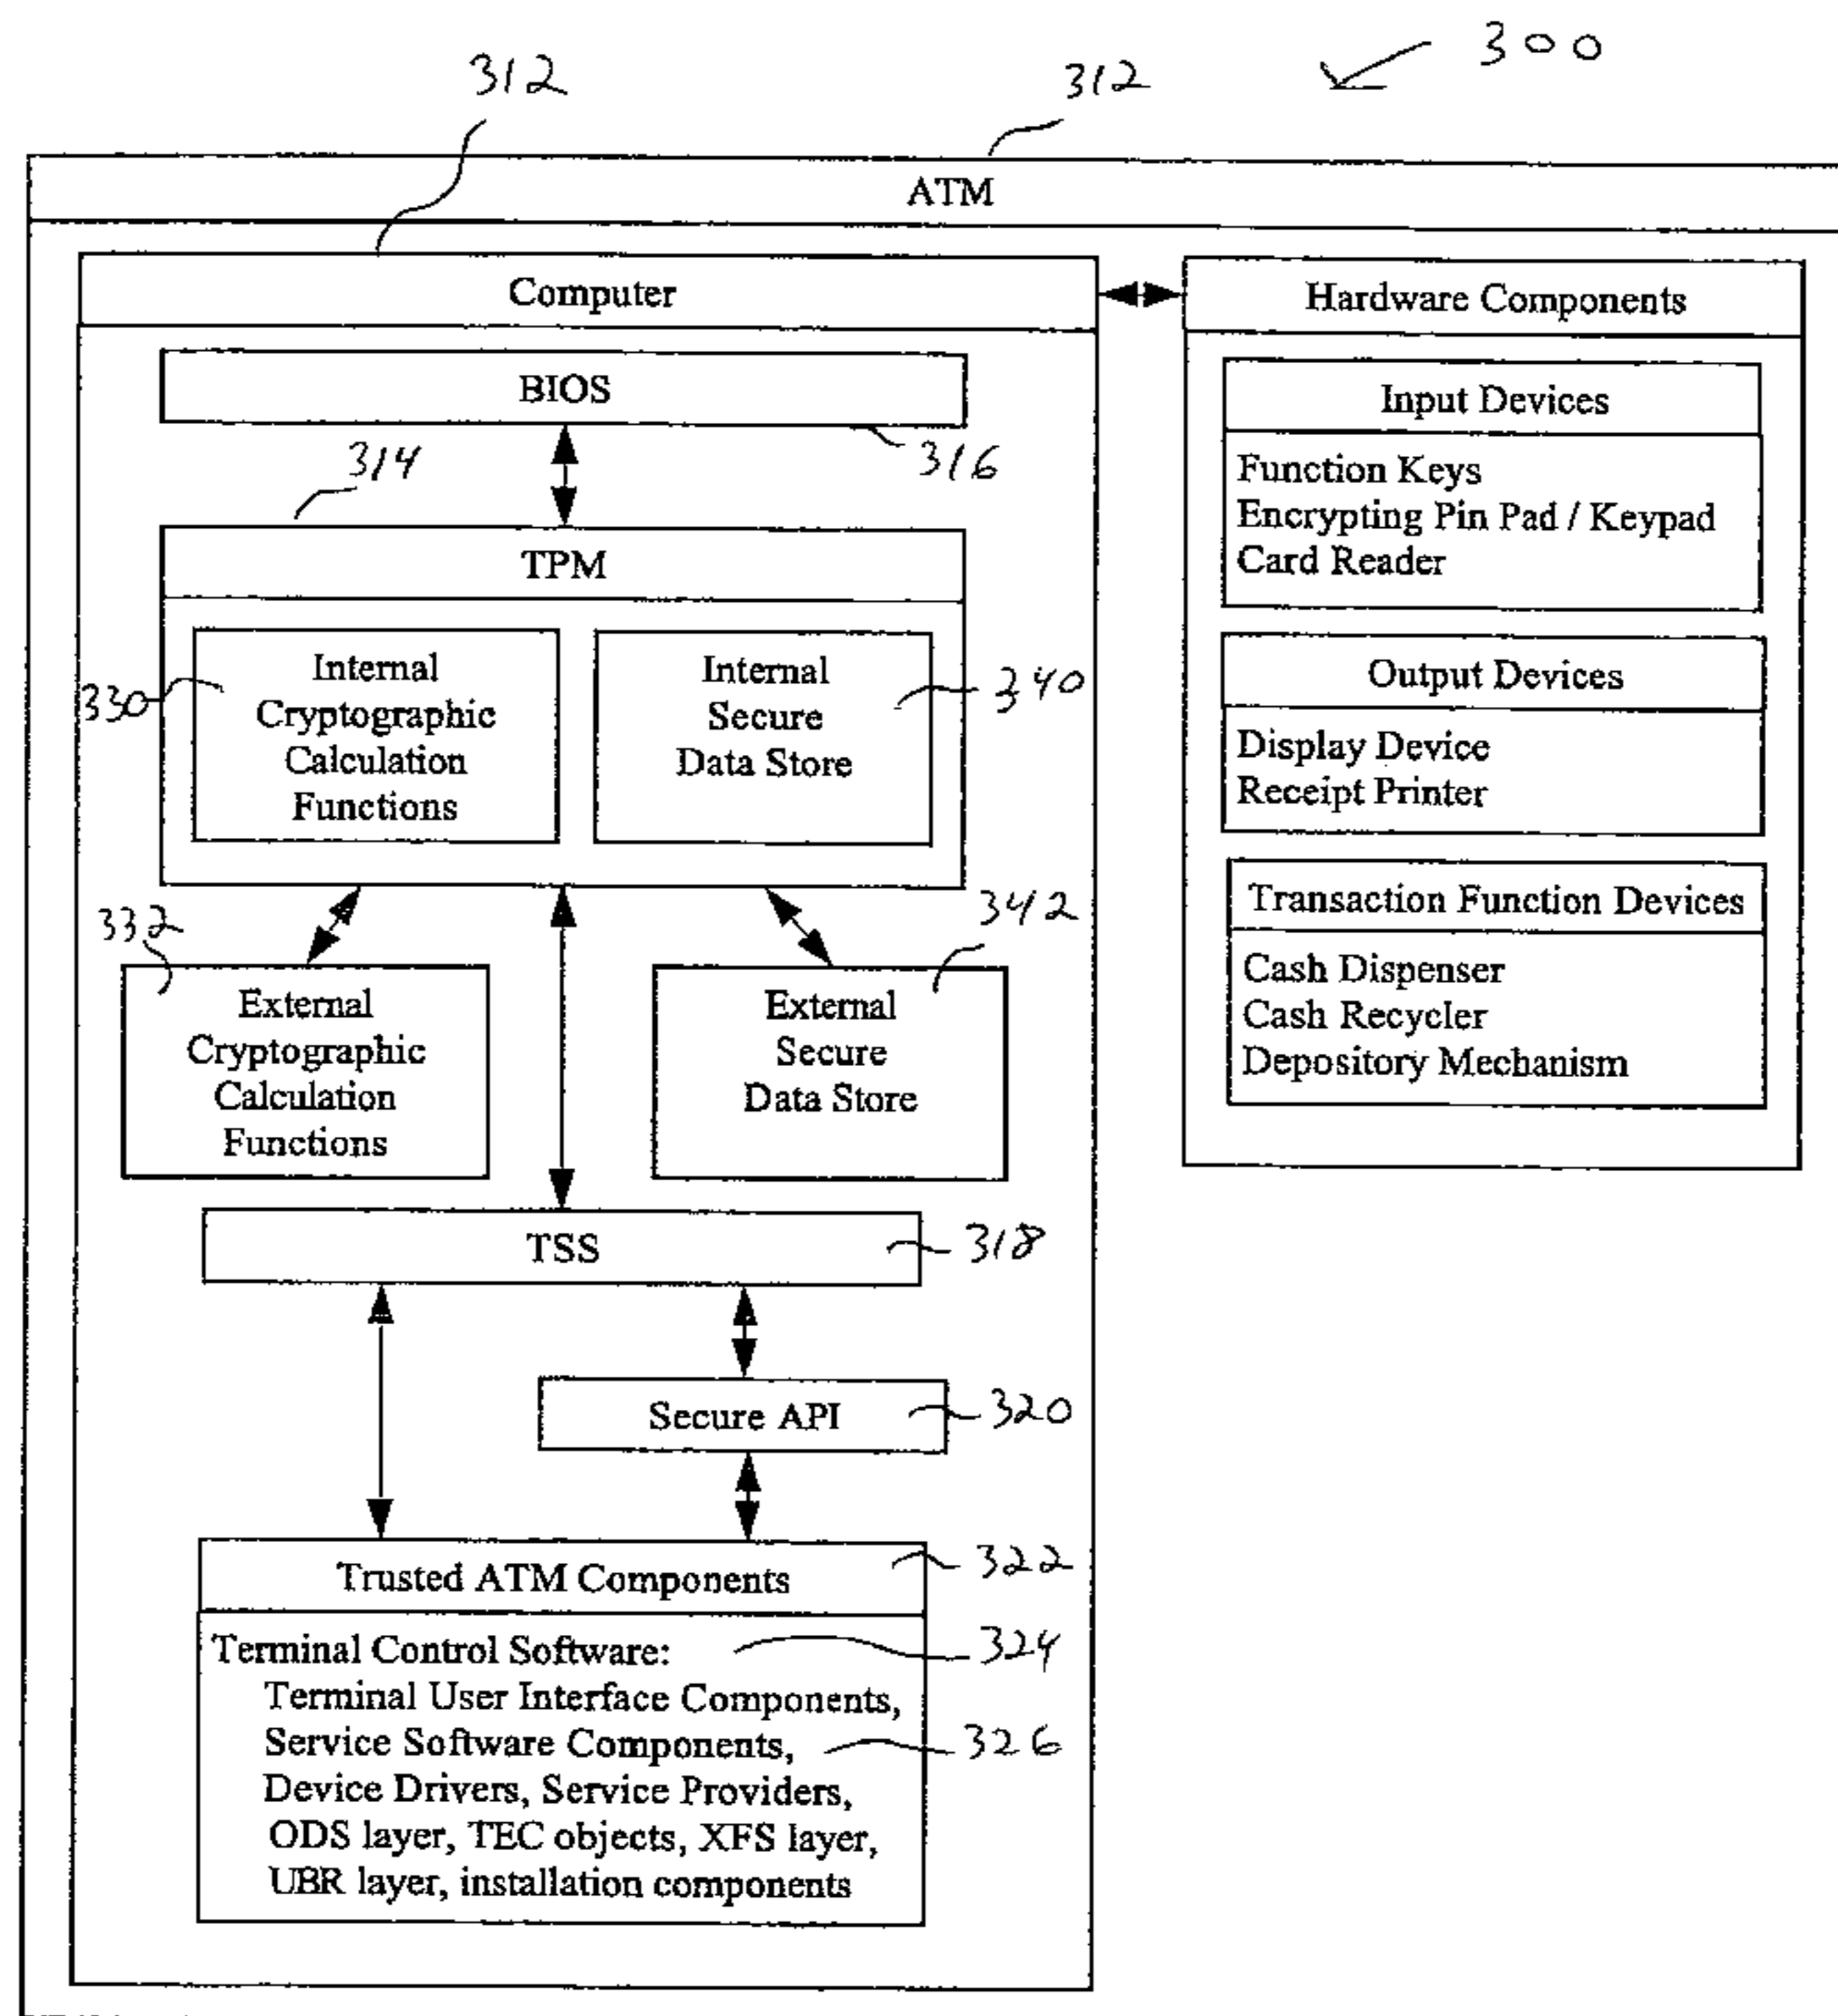 300
312
312
ATM
Computer
BIOS
316
314
TPM
Internal
Cryptographic
Calculation
Functions
330
Internal
Secure
Data Store
340
332
External
Cryptographic
Calculation
Functions
342
External
Secure
Data Store
TSS
318
Secure API
320
Trusted ATM Components
322
Terminal Control Software:
324
Terminal User Interface Components,
Service Software Components,
326
Device Drivers, Service Providers,
ODS layer, TEC objects, XFS layer,
UBR layer, installation components
Hardware Components
Input Devices
Function Keys
Encrypting Pin Pad / Keypad
Card Reader
Output Devices
Display Device
Receipt Printer
Transaction Function Devices
Cash Dispenser
Cash Recycler
Depository Mechanism